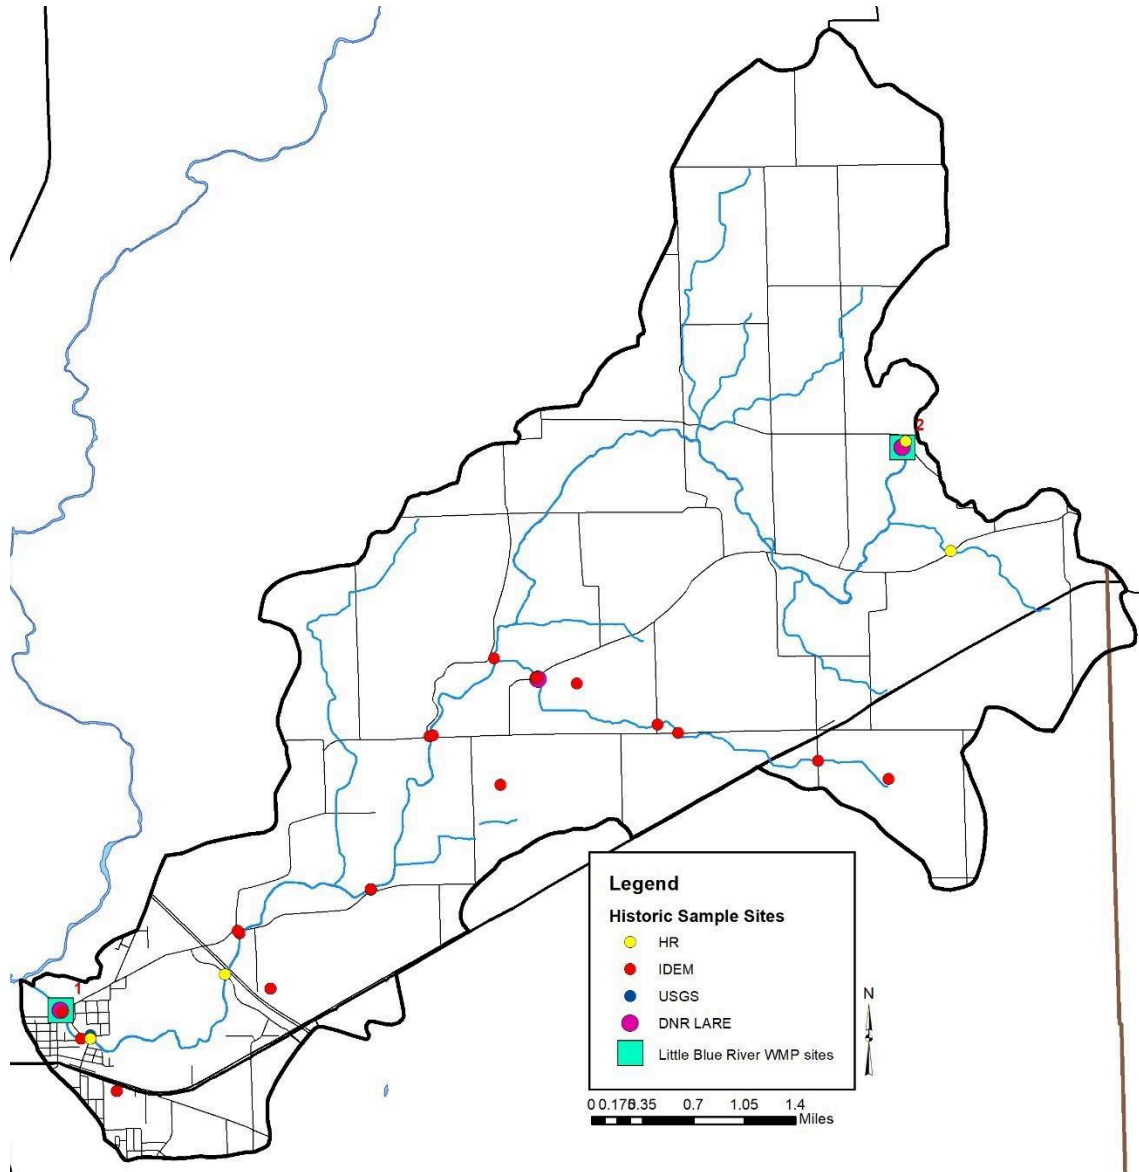 2
1
Legend
Historic Sample Sites
HR
IDEM
USGS
DNR LARE
Little Blue River WMP sites
N
0 0.175 0.35 0.7 1.05 1.4
Miles